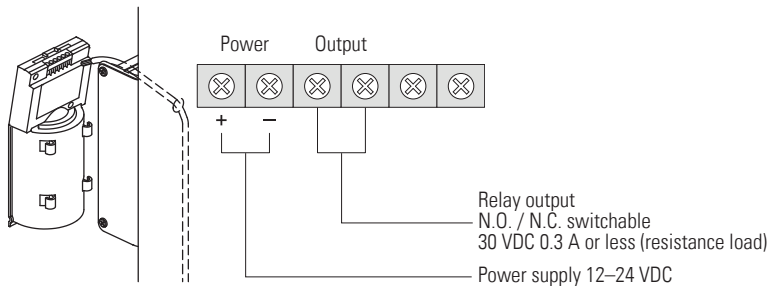 Power Output
+ –
Relay output
N.O. / N.C. switchable
30 VDC 0.3 A or less (resistance load)
Power supply 12–24 VDC